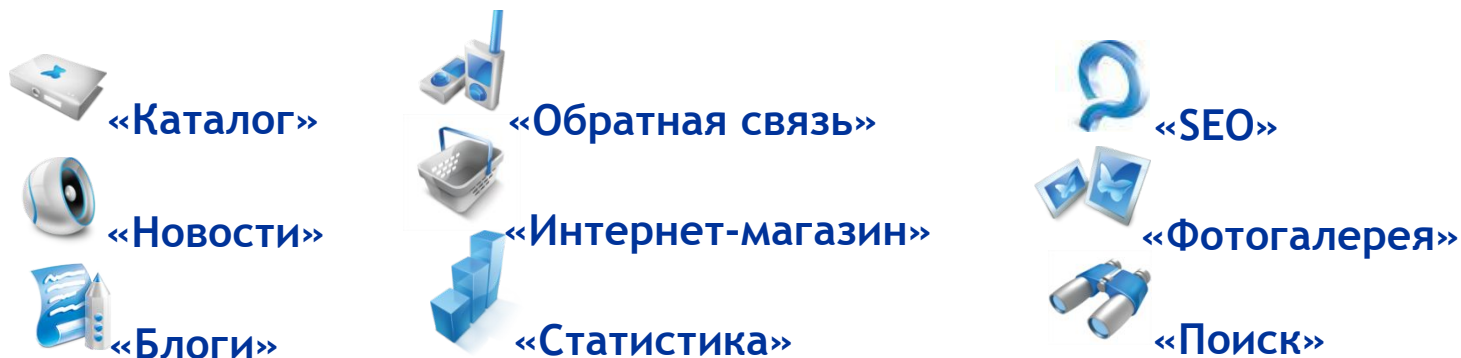 «Каталог»
«Обратная связь»
«SEO»
«Новости»
«Интернет-магазин»
«Фотогалерея»
«Блоги»
«Статистика»
«Поиск»